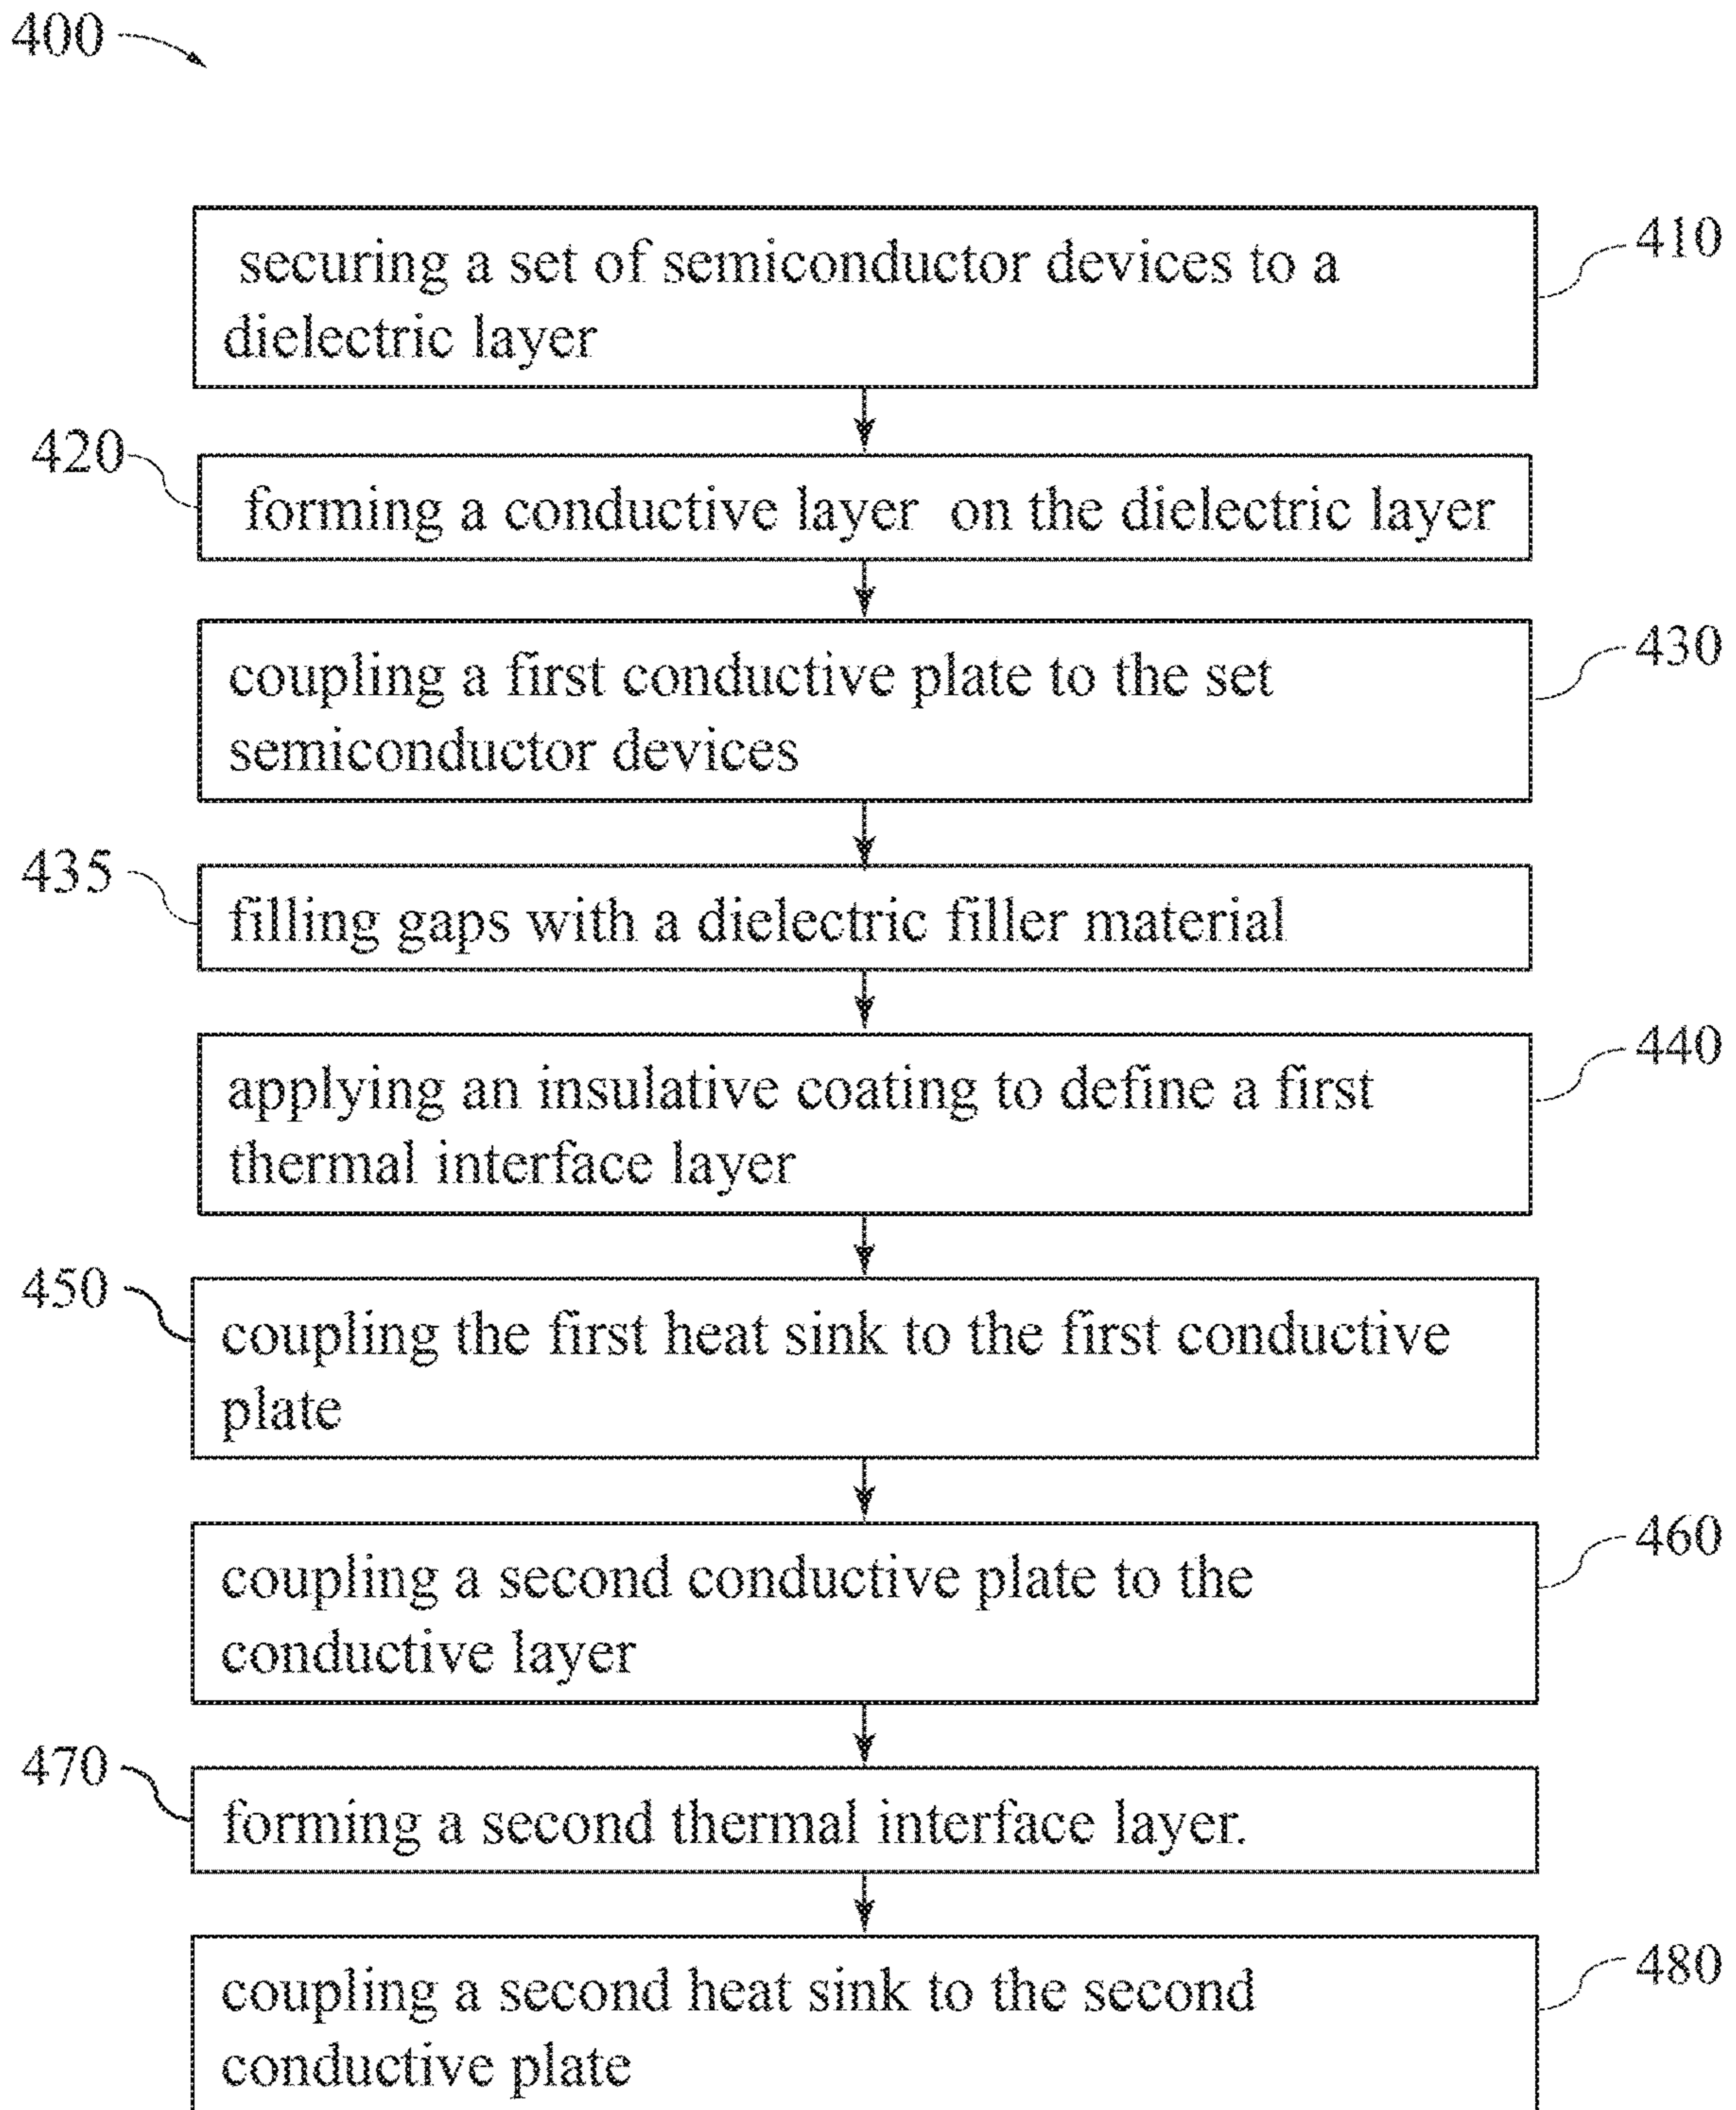 400
securing a set of semiconductor devices to a
dielectric layer
410
420
forming a conductive layer on the dielectric layer
coupling a first conductive plate to the set
semiconductor devices
430
435
filling gaps with a dielectric filler material
applying an insulative coating to define a first
thermal interface layer
440
450
coupling the first heat sink to the first conductive
plate
coupling a second conductive plate to the
conductive layer
460
470
forming a second thermal interface layer.
coupling a second heat sink to the second
conductive plate
480